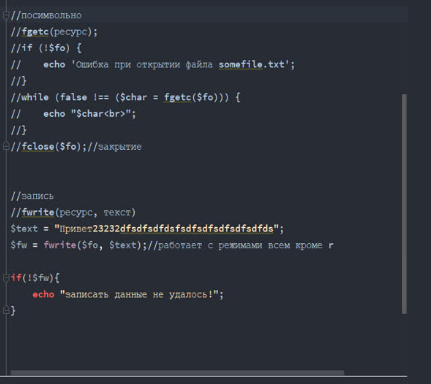 //посимвольно
//fgetc(ресурс);
//if (!$fo) {
//    echo 'Ошибка при открытии файла somefile.txt';
//}
//while (false !== ($char = fgetc($fo))) {
//    echo "$char<br>";
//}
//fclose($fo);//закрытие
//запись
//fwrite(ресурс, текст)
$text = "Привет23232dfsdfsdfdsfsdfsdfsdfsdfsdfds";
$fw = fwrite($fo, $text);//работает с режимами всем кроме r
if(!$fw){
    echo "записать данные не удалось!";
}